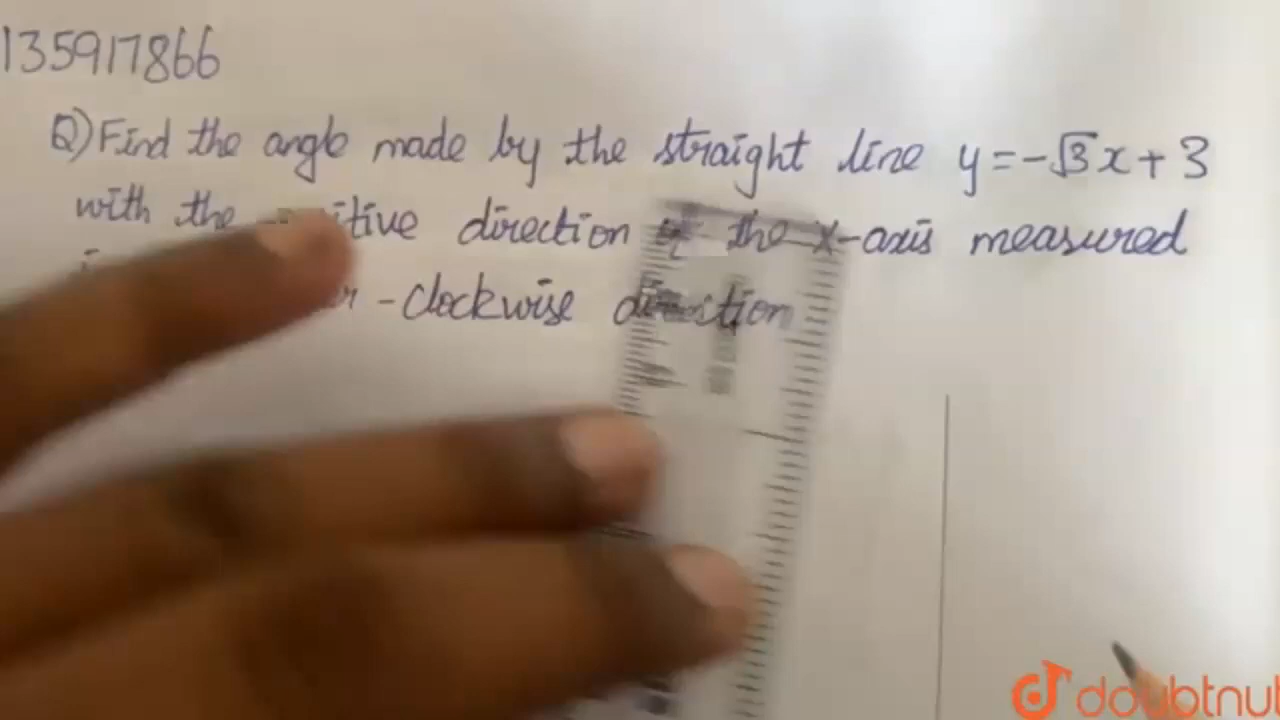 135917866
Q) Find the angle made by the straight line y = -√3x + 3
with the direction of the x-axis measured
-clockwise direction
doubtnut